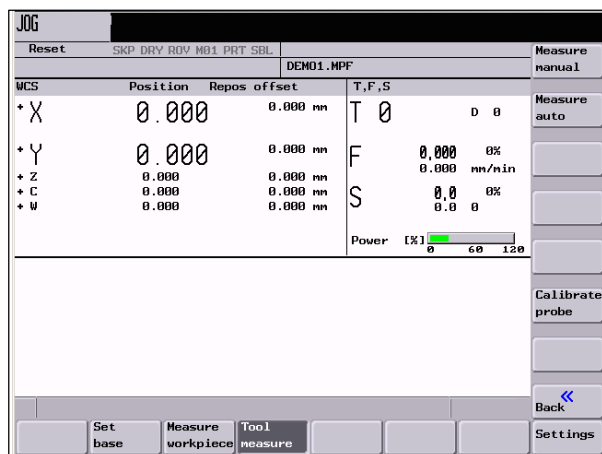 JOG
Reset SKP DRY ROV M01 PRT SBL
DEMO1.MPF
WCS Position Repos offset T,F,S
+ X 0.000 0.000 mm T 0 D 0
+ Y 0.000 0.000 mm F 0,000 0%
0.000 mm/min
+ Z 0.000 0.000 mm
+ C 0.000 0.000 mm S 0,0 0%
+ W 0.000 0.000 mm 0.0 0
Power [%]
0 60 120
Measure
manual
Measure
auto
Calibrate
probe
«
Back
Set
base
Measure
workpiece
Tool
measure
Settings